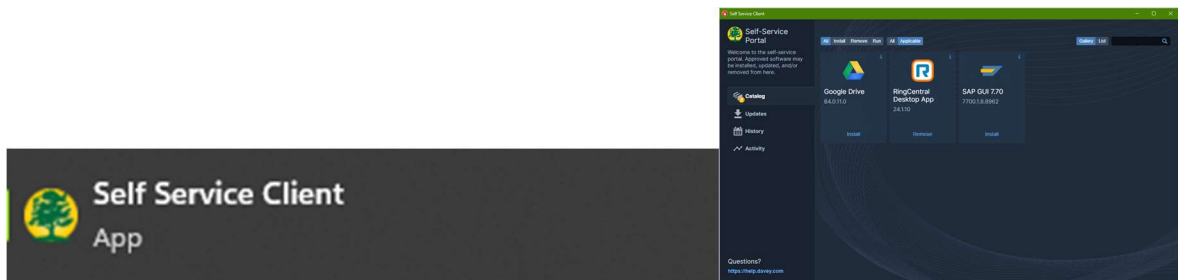 Self Service Client
App
Self Service Client
Self-Service
Portal
Welcome to the self-service
portal. Approved software may
be installed, updated, and/or
removed from here.
Catalog
Updates
History
Activity
Questions?
https://help.davey.com
All Install Remove Run All Applicable
Gallery List
Google Drive
84.0.11.0
Install
RingCentral
Desktop App
24.1.10
Remove
SAP GUI 7.70
7700.1.8.8962
Install